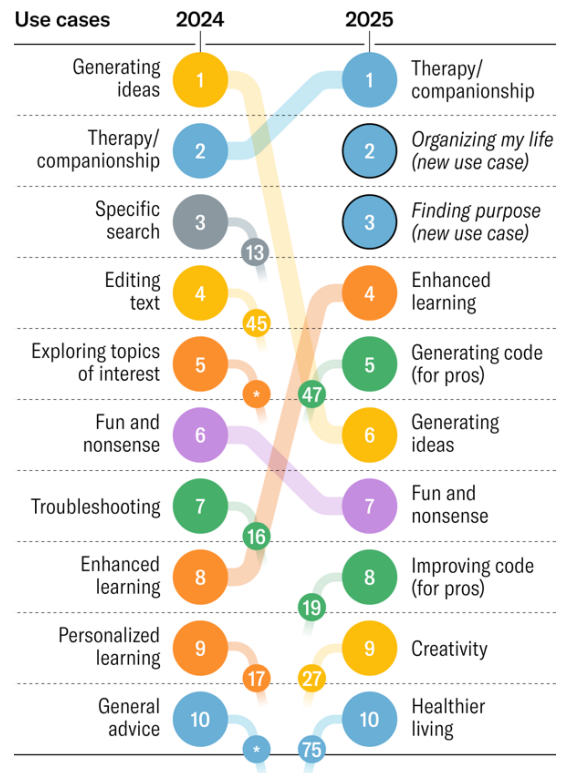 Use cases 2024 2025
Generating
ideas
1
1
Therapy/
companionship
Therapy/
companionship
2
2
Organizing my life
(new use case)
Specific
search
3
13
3
Finding purpose
(new use case)
Editing
text
4
45
4
Enhanced
learning
Exploring topics
of interest
5
*
47
5
Generating code
(for pros)
Fun and
nonsense
6
6
Generating
ideas
Troubleshooting
7
16
7
Fun and
nonsense
Enhanced
learning
8
19
8
Improving code
(for pros)
Personalized
learning
9
17
27
9
Creativity
General
advice
10
*
75
10
Healthier
living